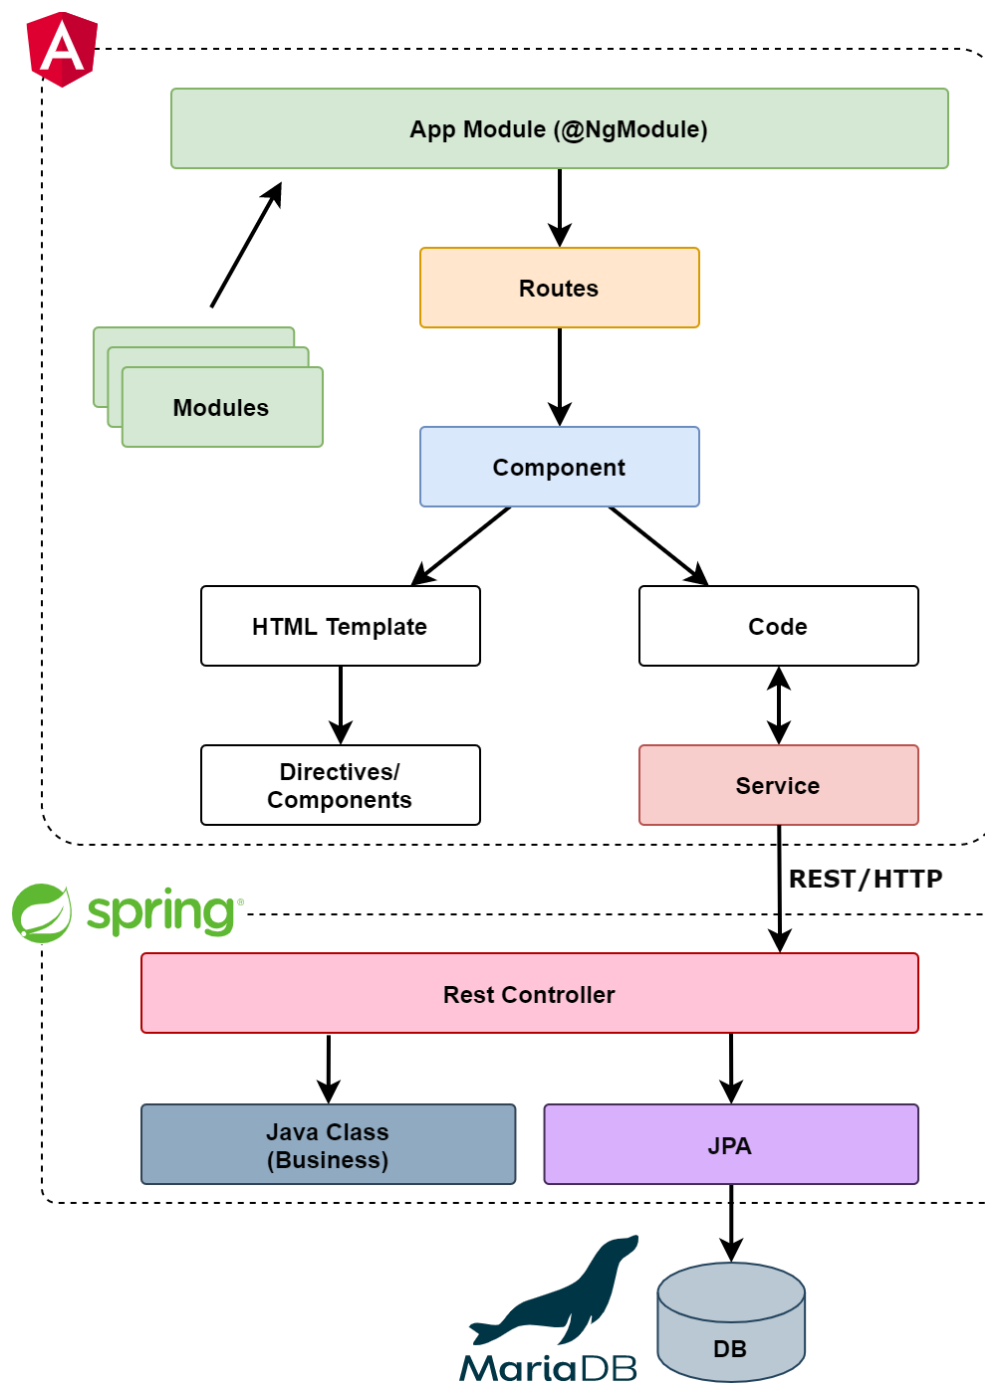 A
App Module (@NgModule)
Routes
Modules
Component
HTML Template
Code
Directives/
Components
Service
REST/HTTP
spring®
Rest Controller
Java Class
(Business)
JPA
DB
MariaDB